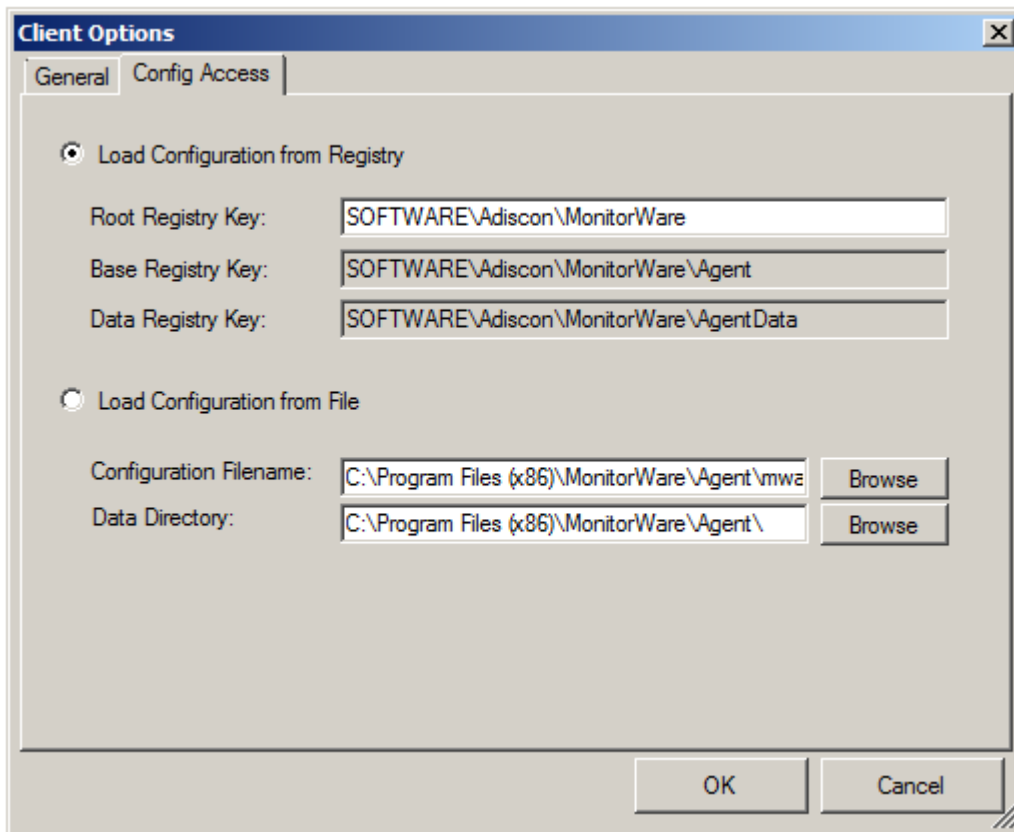 Client Options
General Config Access
Load Configuration from Registry
Root Registry Key: SOFTWARE\Adiscon\MonitorWare
Base Registry Key: SOFTWARE\Adiscon\MonitorWare\Agent
Data Registry Key: SOFTWARE\Adiscon\MonitorWare\AgentData
Load Configuration from File
Configuration Filename: C:\Program Files (x86)\MonitorWare\Agent\mwa Browse
Data Directory: C:\Program Files (x86)\MonitorWare\Agent\ Browse
OK Cancel